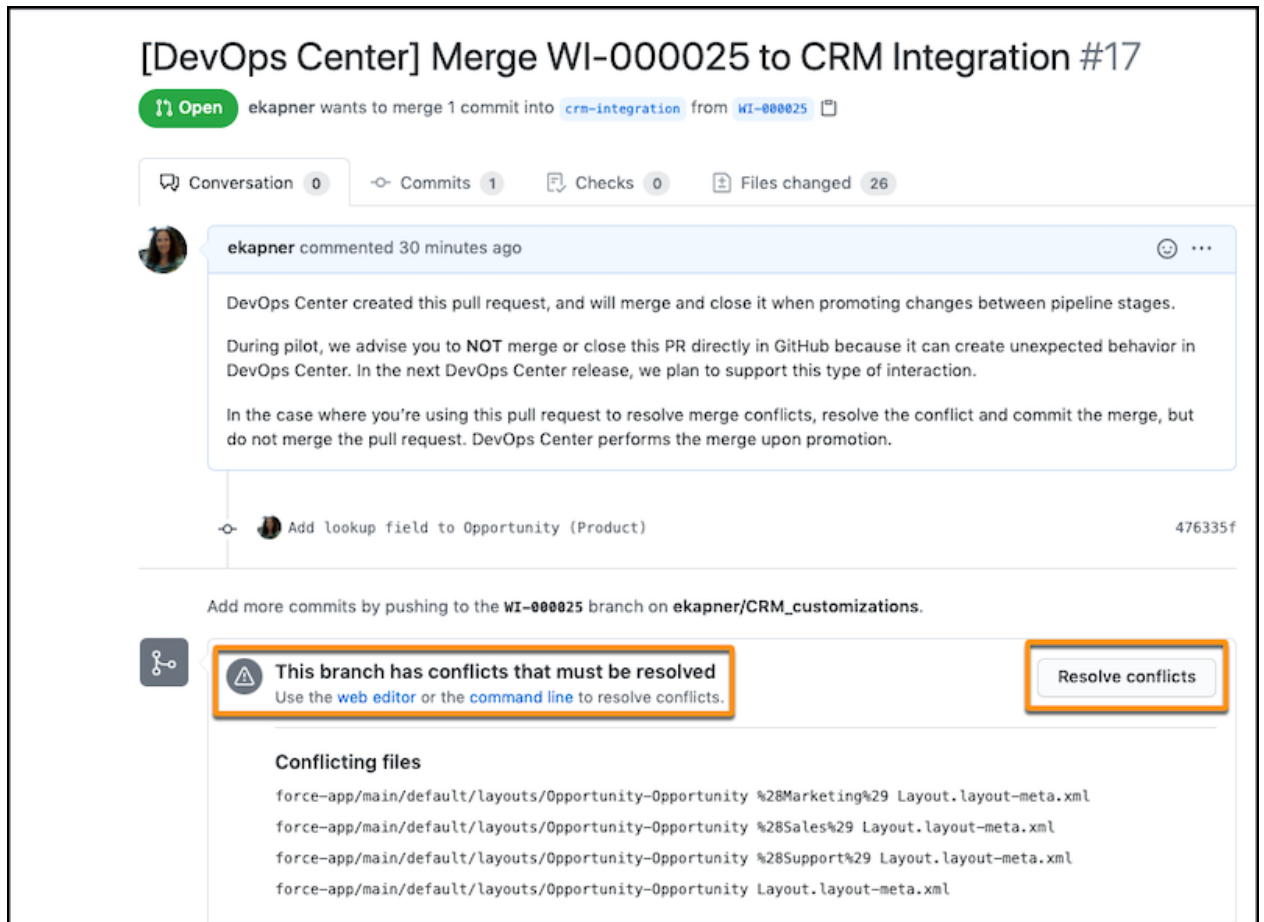 [DevOps Center] Merge WI-000025 to CRM Integration #17
Open ekapner wants to merge 1 commit into crm-integration from WI-000025
Conversation 0 Commits 1 Checks 0 Files changed 26
ekapner commented 30 minutes ago
DevOps Center created this pull request, and will merge and close it when promoting changes between pipeline stages.
During pilot, we advise you to NOT merge or close this PR directly in GitHub because it can create unexpected behavior in
DevOps Center. In the next DevOps Center release, we plan to support this type of interaction.
In the case where you're using this pull request to resolve merge conflicts, resolve the conflict and commit the merge, but
do not merge the pull request. DevOps Center performs the merge upon promotion.
Add lookup field to Opportunity (Product) 476335f
Add more commits by pushing to the WI-000025 branch on ekapner/CRM_customizations.
This branch has conflicts that must be resolved
Use the web editor or the command line to resolve conflicts.
Resolve conflicts
Conflicting files
force-app/main/default/layouts/Opportunity-Opportunity %28Marketing%29 Layout.layout-meta.xml
force-app/main/default/layouts/Opportunity-Opportunity %28Sales%29 Layout.layout-meta.xml
force-app/main/default/layouts/Opportunity-Opportunity %28Support%29 Layout.layout-meta.xml
force-app/main/default/layouts/Opportunity-Opportunity Layout.layout-meta.xml